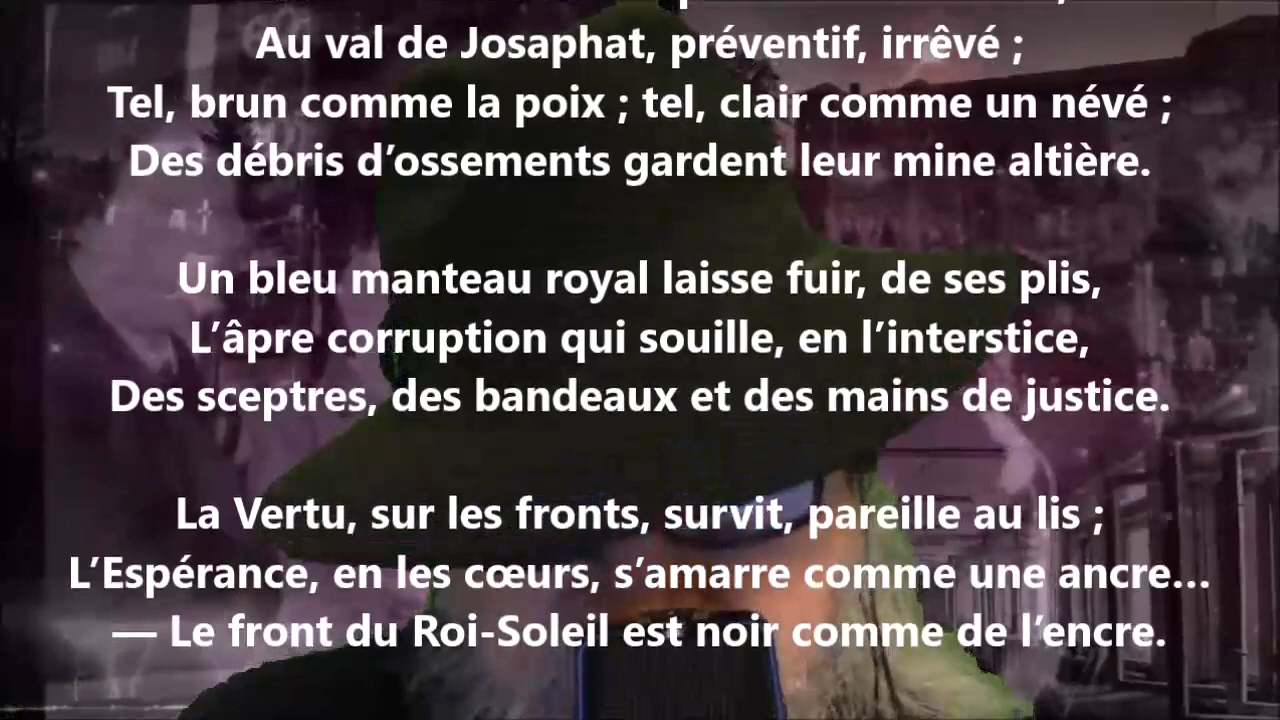 Au val de Josaphat, préventif, irrêvé ;
Tel, brun comme la poix ; tel, clair comme un névé ;
Des débris d’ossements gardent leur mine altière.
Un bleu manteau royal laisse fuir, de ses plis,
L’âpre corruption qui souille, en l’interstice,
Des sceptres, des bandeaux et des mains de justice.
La Vertu, sur les fronts, survit, pareille au lis ;
L’Espérance, en les cœurs, s’amarre comme une ancre…
— Le front du Roi-Soleil est noir comme de l’encre.